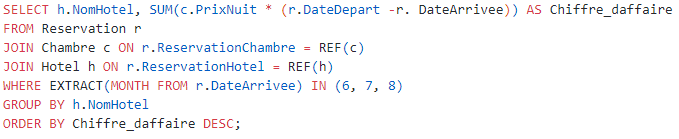 SELECT h.NomHotel, SUM(c.PrixNuit * (r.DateDepart -r. DateArrivee)) AS Chiffre_daffaire
FROM Reservation r
JOIN Chambre c ON r.ReservationChambre = REF(c)
JOIN Hotel h ON r.ReservationHotel = REF(h)
WHERE EXTRACT(MONTH FROM r.DateArrivee) IN (6, 7, 8)
GROUP BY h.NomHotel
ORDER BY Chiffre_daffaire DESC;